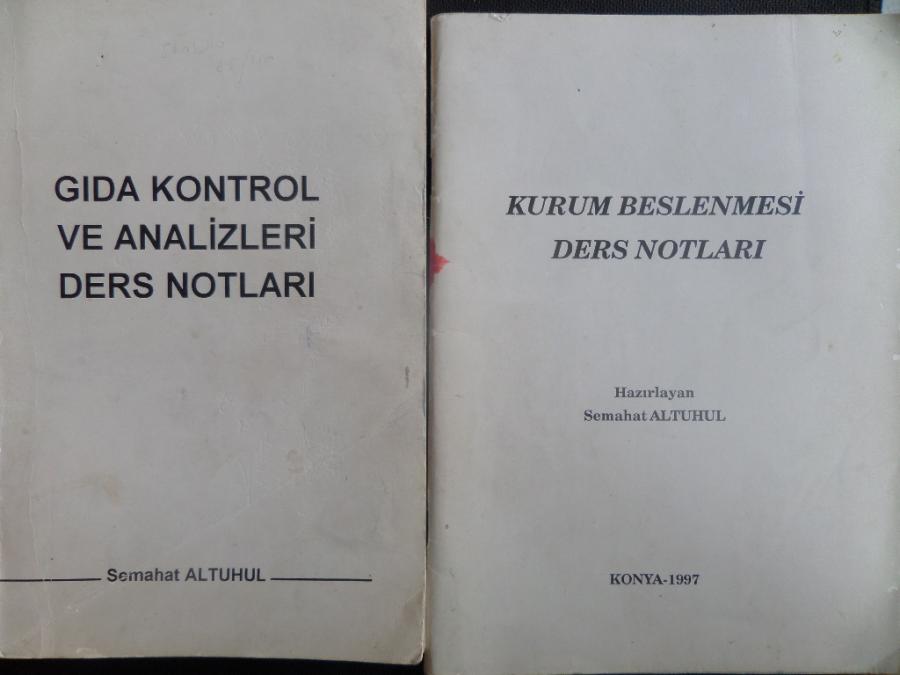 GIDA KONTROL
VE ANALİZLERİ
DERS NOTLARI
Semahat ALTUHUL
KURUM BESLENMESİ
DERS NOTLARI
Hazırlayan
Semahat ALTUHUL
KONYA-1997